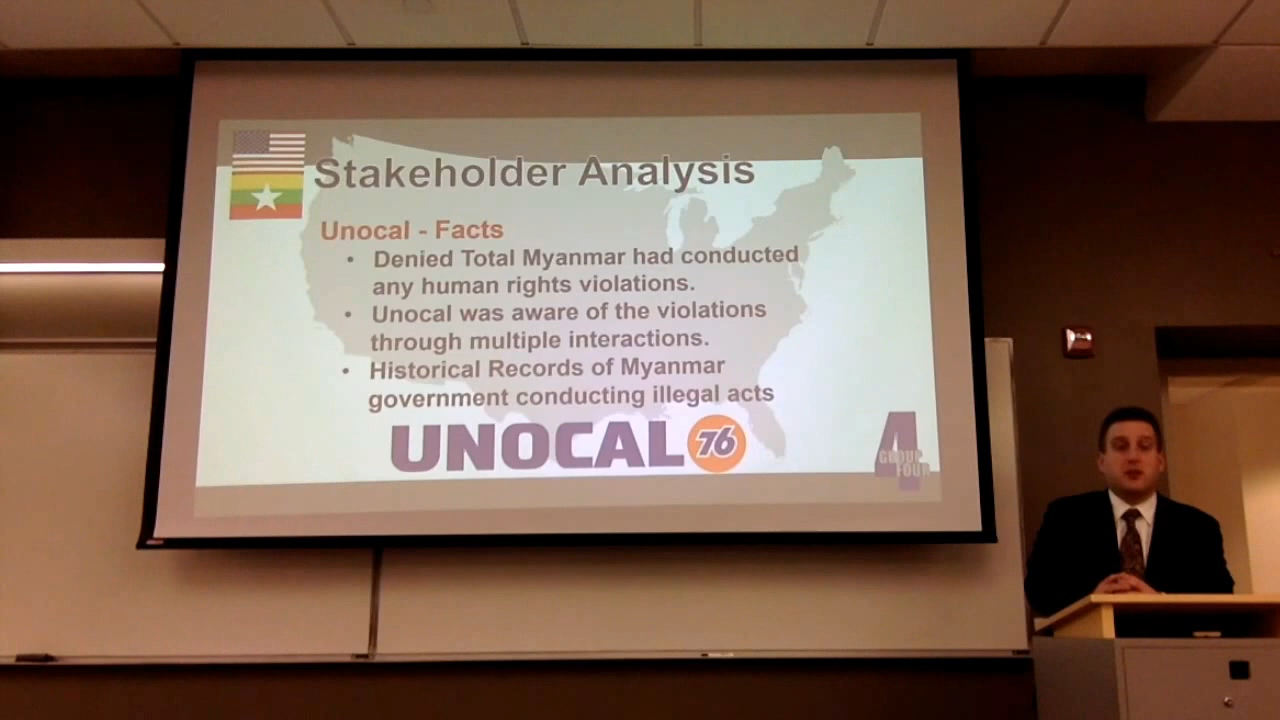 Stakeholder Analysis
Unocal - Facts
• Denied Total Myanmar had conducted
any human rights violations.
• Unocal was aware of the violations
through multiple interactions.
• Historical Records of Myanmar
government conducting illegal acts
UNOCAL 76
4
GROUP
FOUR